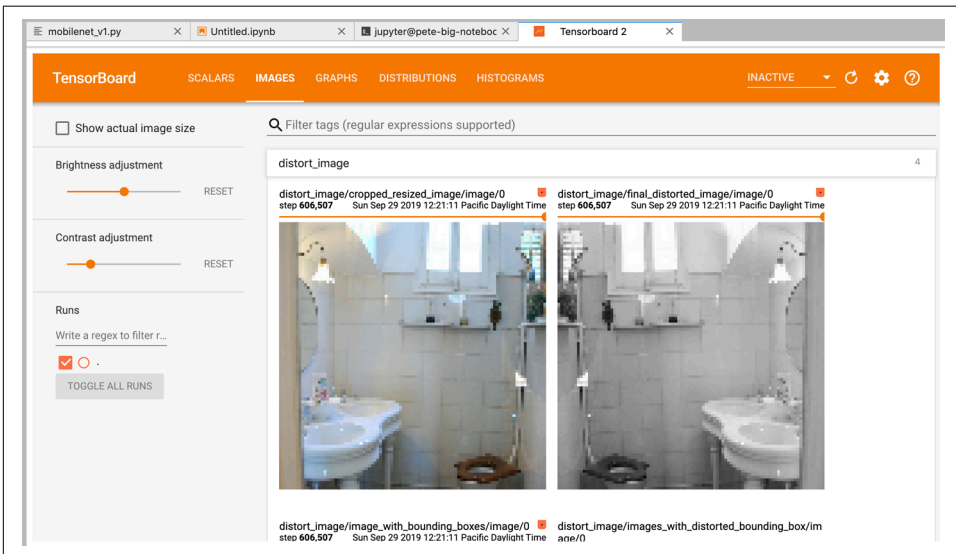 mobilenet_v1.py × Untitled.ipynb × jupyter@pete-big-noteboc × Tensorboard 2 ×
TensorBoard SCALARS IMAGES GRAPHS DISTRIBUTIONS HISTOGRAMS INACTIVE
Show actual image size
Filter tags (regular expressions supported)
Brightness adjustment
RESET
Contrast adjustment
RESET
Runs
Write a regex to filter r...
.
TOGGLE ALL RUNS
distort_image 4
distort_image/cropped_resized_image/image/0
step 606,507 Sun Sep 29 2019 12:21:11 Pacific Daylight Time
distort_image/final_distorted_image/image/0
step 606,507 Sun Sep 29 2019 12:21:11 Pacific Daylight Time
distort_image/image_with_bounding_boxes/image/0
step 606,507 Sun Sep 29 2019 12:21:11 Pacific Daylight Time
distort_image/images_with_distorted_bounding_box/im
age/0